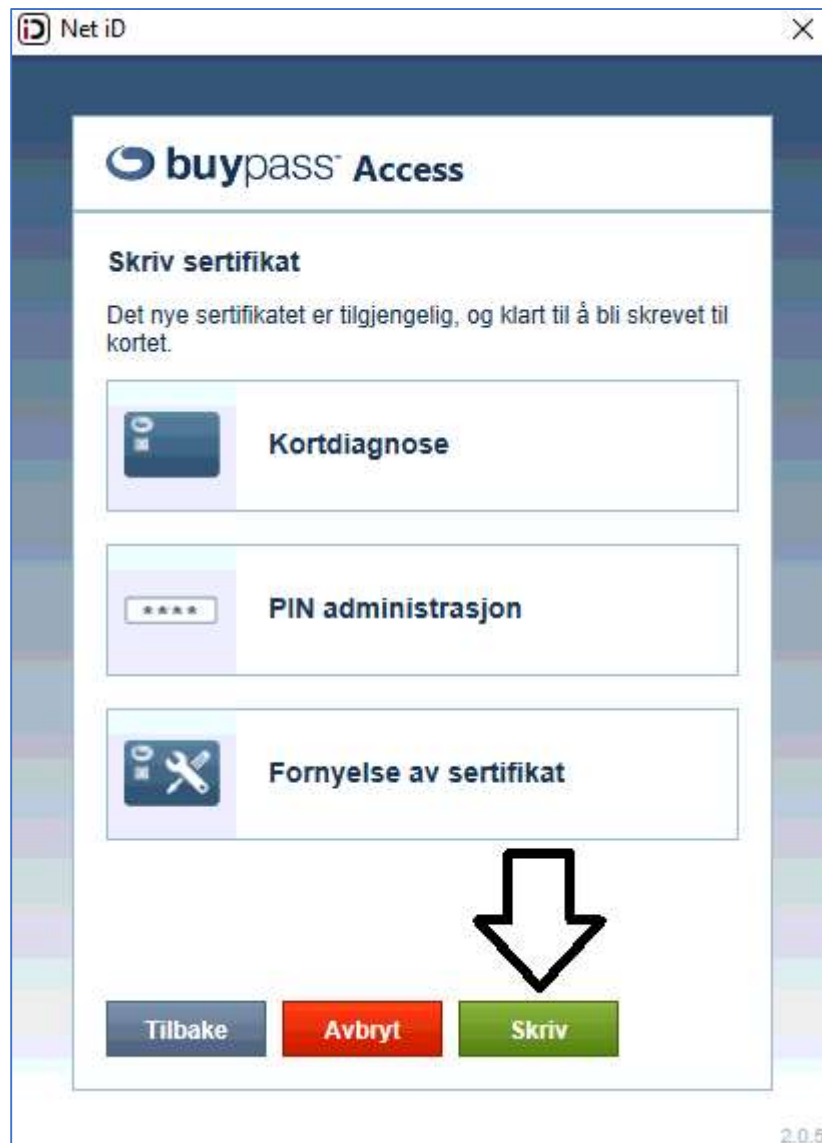 Net iD
buypass Access
Skriv sertifikat
Det nye sertifikatet er tilgjengelig, og klart til å bli skrevet til
kortet.
Kortdiagnose
****
PIN administrasjon
Fornyelse av sertifikat
Tilbake
Avbryt
Skriv
2.0.5